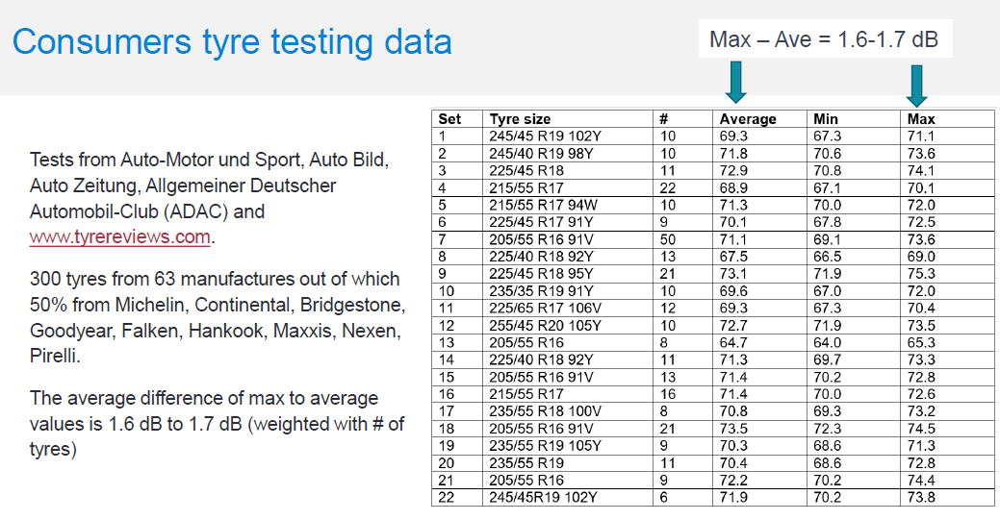 Consumers tyre testing data
Max – Ave = 1.6-1.7 dB
Tests from Auto-Motor und Sport, Auto Bild,
Auto Zeitung, Allgemeiner Deutscher
Automobil-Club (ADAC) and
www.tyrereviews.com.
300 tyres from 63 manufactures out of which
50% from Michelin, Continental, Bridgestone,
Goodyear, Falken, Hankook, Maxxis, Nexen,
Pirelli.
The average difference of max to average
values is 1.6 dB to 1.7 dB (weighted with # of
tyres)
Set Tyre size # Average Min Max
1 245/45 R19 102Y 10 69.3 67.3 71.1
2 245/40 R19 98Y 10 71.8 70.6 73.6
3 225/45 R18 11 72.9 70.8 74.1
4 215/55 R17 22 68.9 67.1 70.1
5 215/55 R17 94W 10 71.3 70.0 72.0
6 225/45 R17 91Y 9 70.1 67.8 72.5
7 205/55 R16 91V 50 71.1 69.1 73.6
8 225/40 R18 92Y 13 67.5 66.5 69.0
9 225/45 R18 95Y 21 73.1 71.9 75.3
10 235/35 R19 91Y 10 69.6 67.0 72.0
11 225/65 R17 106V 12 69.3 67.3 70.4
12 255/45 R20 105Y 10 72.7 71.9 73.5
13 205/55 R16 8 64.7 64.0 65.3
14 225/40 R18 92Y 11 71.3 69.7 73.3
15 205/55 R16 91V 13 71.4 70.2 72.8
16 215/55 R17 16 71.4 70.0 72.6
17 235/55 R18 100V 8 70.8 69.3 73.2
18 205/55 R16 91V 21 73.5 72.3 74.5
19 235/55 R19 105Y 9 70.3 68.6 71.3
20 235/55 R19 11 70.4 68.6 72.8
21 205/55 R16 9 72.2 70.2 74.4
22 245/45R19 102Y 6 71.9 70.2 73.8